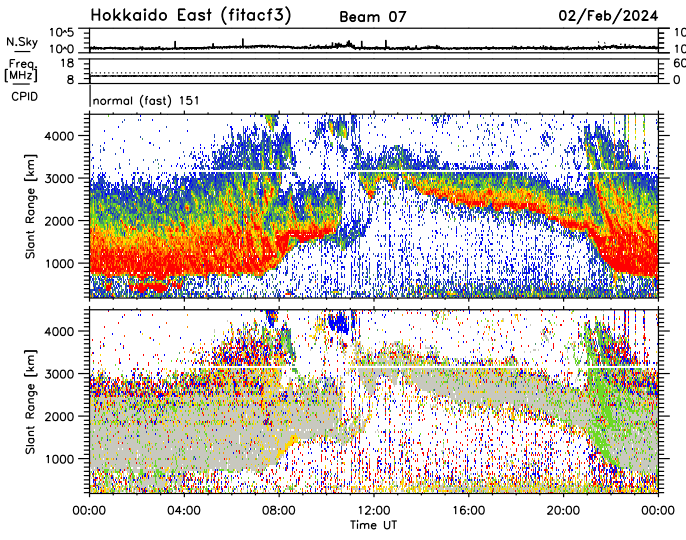 Hokkaido East (fitacf3) Beam 07 02/Feb/2024
N.Sky 10^5 10^0
Freq. [MHz] 18 8 60 0
CPID normal (fast) 151
Slant Range [km] 4000 3000 2000 1000
Slant Range [km] 4000 3000 2000 1000
00:00 04:00 08:00 12:00 16:00 20:00 00:00
Time UT